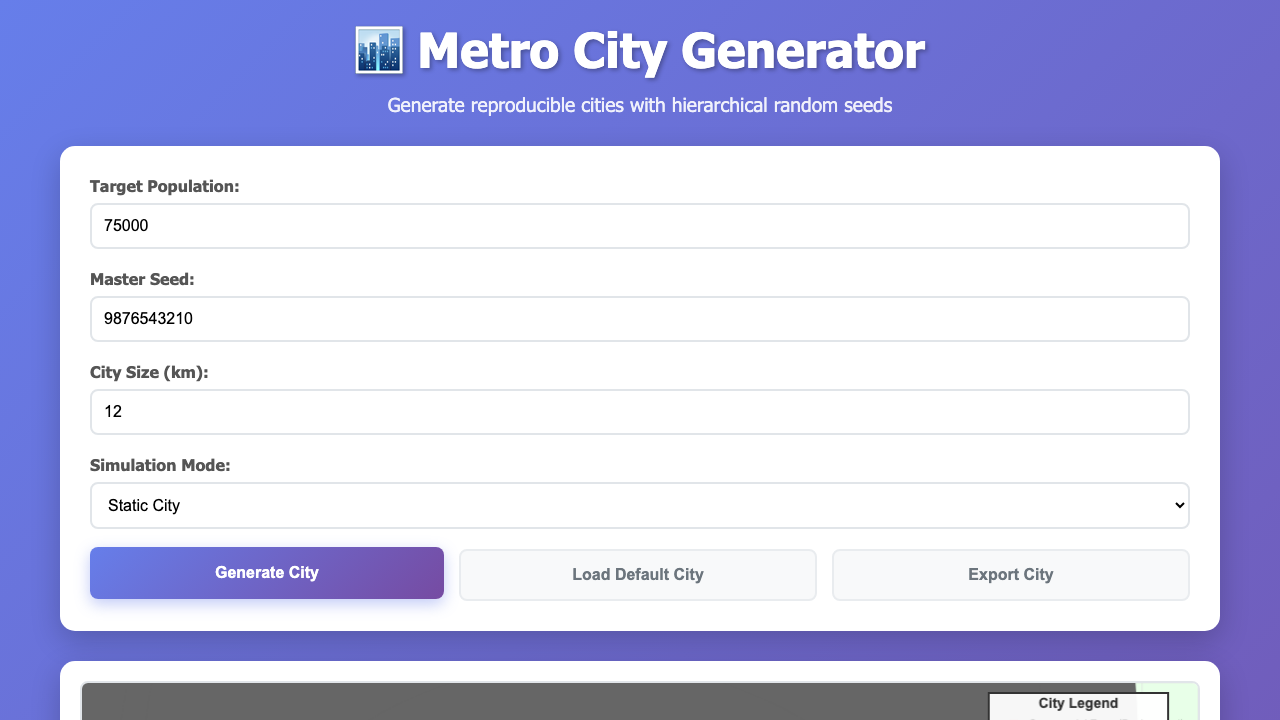 Metro City Generator
Generate reproducible cities with hierarchical random seeds
Target Population:
75000
Master Seed:
9876543210
City Size (km):
12
Simulation Mode:
Static City
Generate City
Load Default City
Export City
City Legend